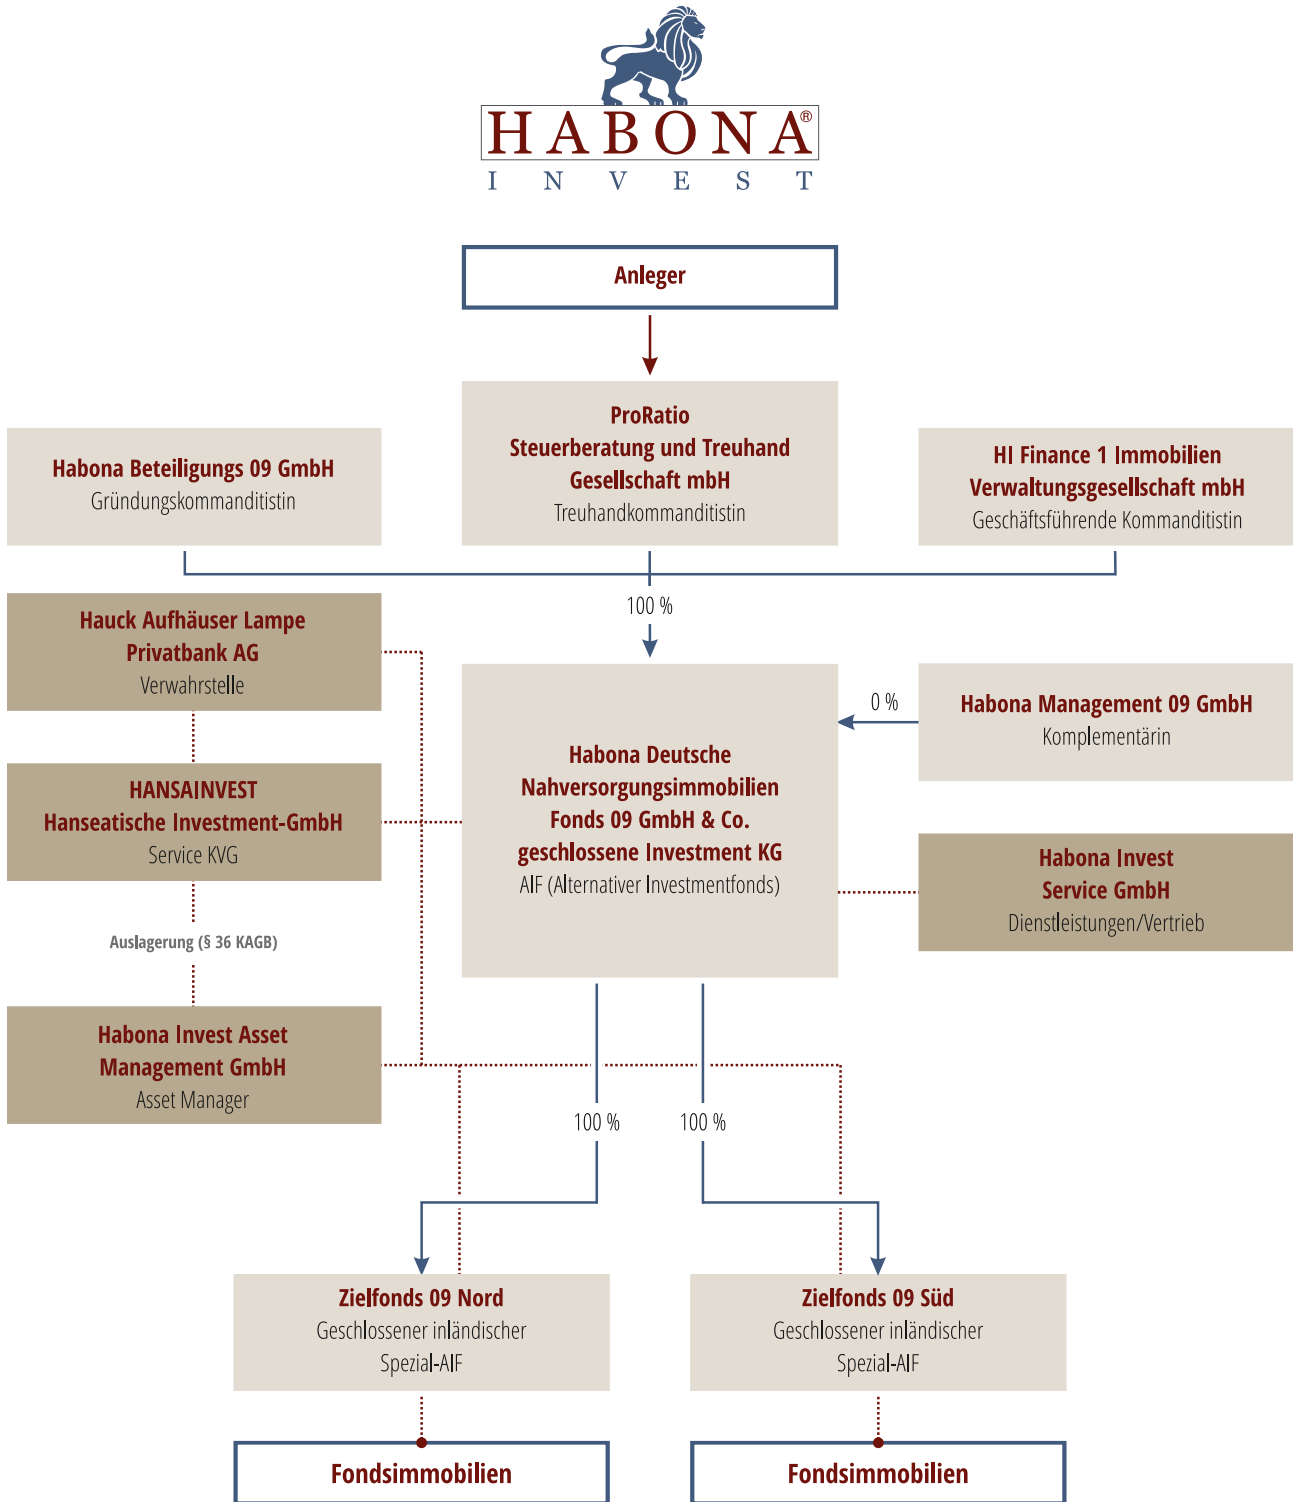 HABONA®
INVEST
Anleger
ProRatio
Steuerberatung und Treuhand
Gesellschaft mbH
Treuhandkommanditistin
Habona Beteiligungs 09 GmbH
Gründungskommanditistin
HI Finance 1 Immobilien
Verwaltungsgesellschaft mbH
Geschäftsführende Kommanditistin
100 %
Hauck Aufhäuser Lampe
Privatbank AG
Verwahrstelle
HANSAINVEST
Hanseatische Investment-GmbH
Service KVG
Auslagerung (§ 36 KAGB)
Habona Invest Asset
Management GmbH
Asset Manager
Habona Deutsche
Nahversorgungsimmobilien
Fonds 09 GmbH & Co.
geschlossene Investment KG
AIF (Alternativer Investmentfonds)
0 %
Habona Management 09 GmbH
Komplementärin
Habona Invest
Service GmbH
Dienstleistungen/Vertrieb
100 %
100 %
Zielfonds 09 Nord
Geschlossener inländischer
Spezial-AIF
Zielfonds 09 Süd
Geschlossener inländischer
Spezial-AIF
Fondsimmobilien
Fondsimmobilien